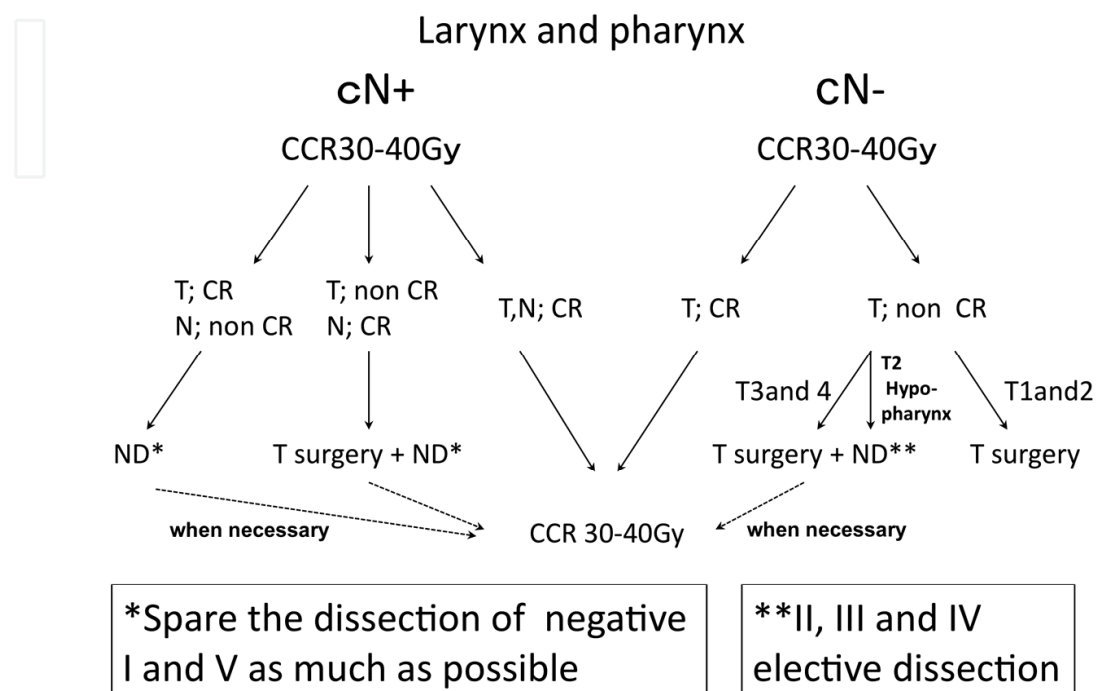 Larynx and pharynx
cN+
cN-
CCR30-40Gy
CCR30-40Gy
T; CR
N; non CR
T; non CR
N; CR
T,N; CR
T; CR
T; non CR
T3and 4
T2
Hypo-
pharynx
T1and2
ND*
T surgery + ND*
T surgery + ND**
T surgery
when necessary
CCR 30-40Gy
when necessary
*Spare the dissection of negative
I and V as much as possible
**II, III and IV
elective dissection